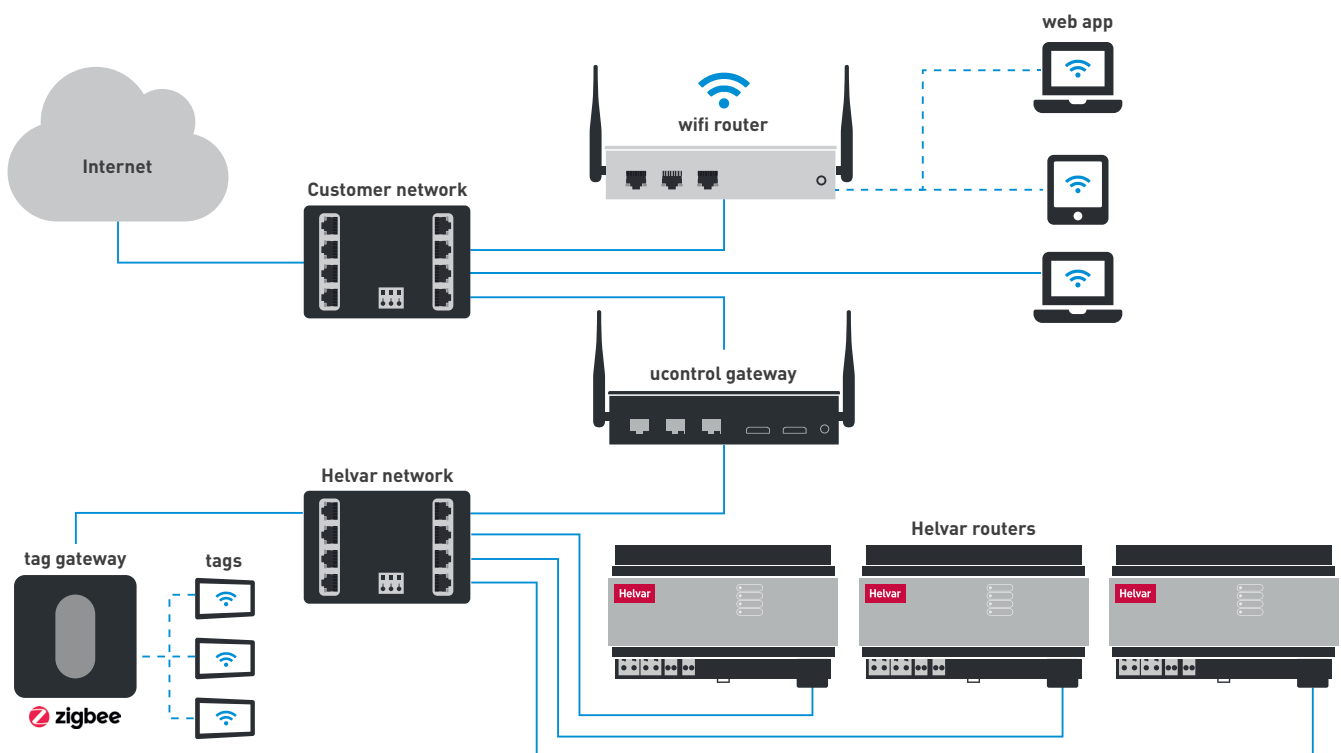 web app
wifi router
Internet
Customer network
ucontrol gateway
Helvar network
Helvar routers
tag gateway
tags
Helvar
Helvar
Helvar
zigbee